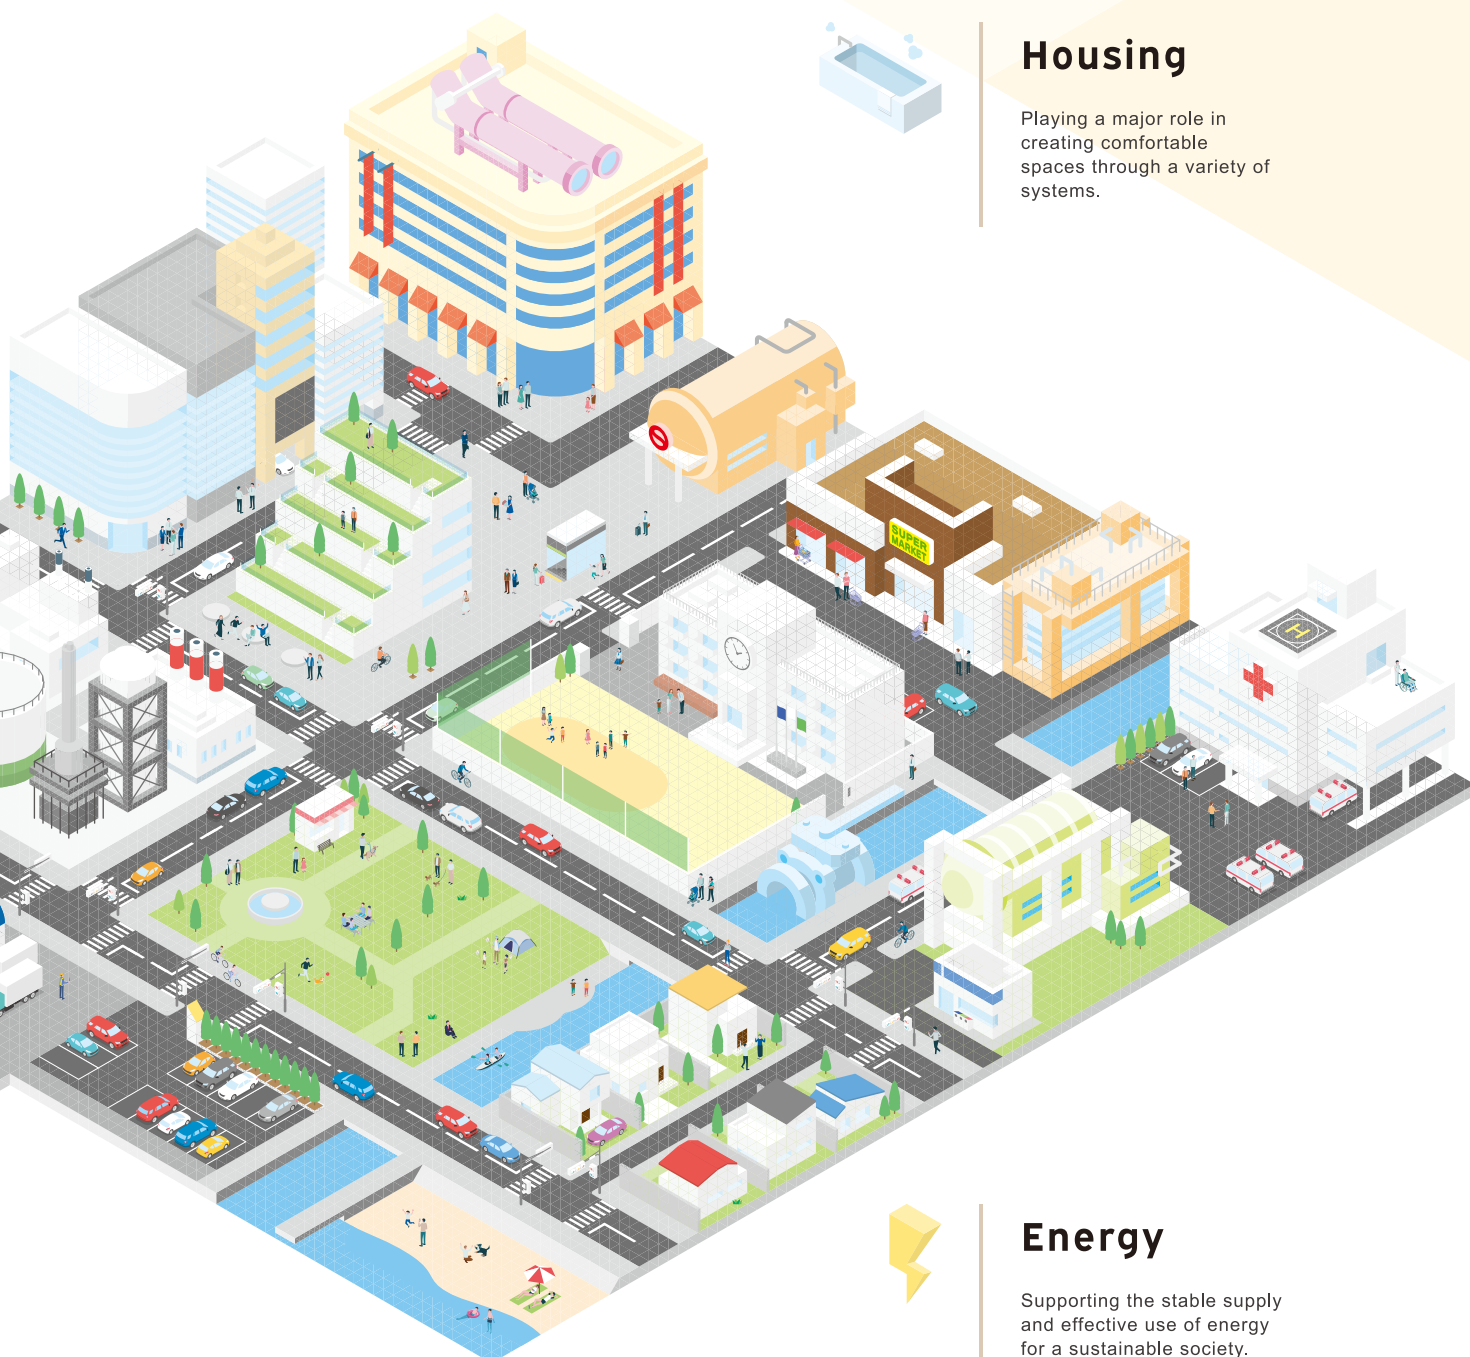 Housing
Playing a major role in
creating comfortable
spaces through a variety of
systems.
SUPER
MARKET
H
Energy
Supporting the stable supply
and effective use of energy
for a sustainable society.